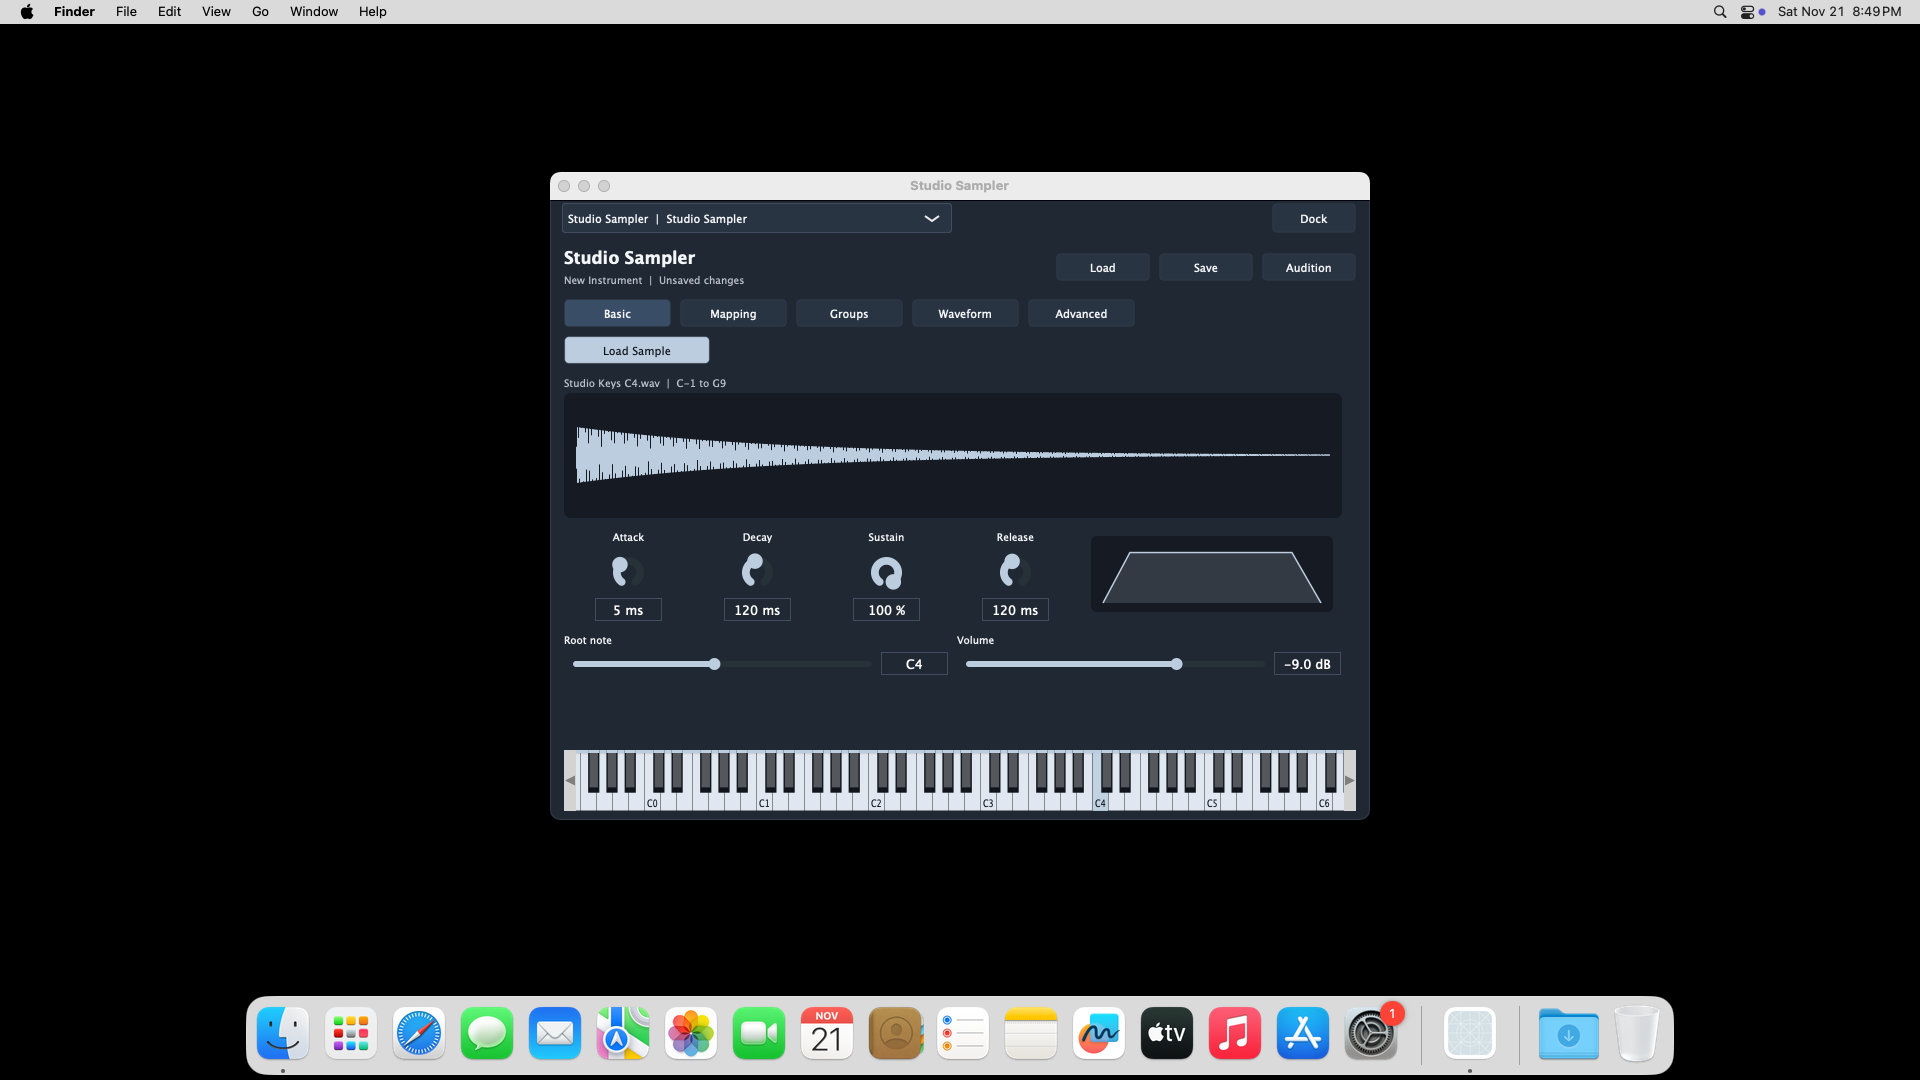 Finder File Edit View Go Window Help Sat Nov 21 8:49 PM
Studio Sampler
Studio Sampler | Studio Sampler
Dock
Studio Sampler
New Instrument | Unsaved changes
Load Save Audition
Basic Mapping Groups Waveform Advanced
Load Sample
Studio Keys C4.wav | C-1 to G9
Attack Decay Sustain Release
5 ms 120 ms 100 % 120 ms
Root note Volume
C4 -9.0 dB
C0 C1 C2 C3 C4 C5 C6
NOV
21
tv
1